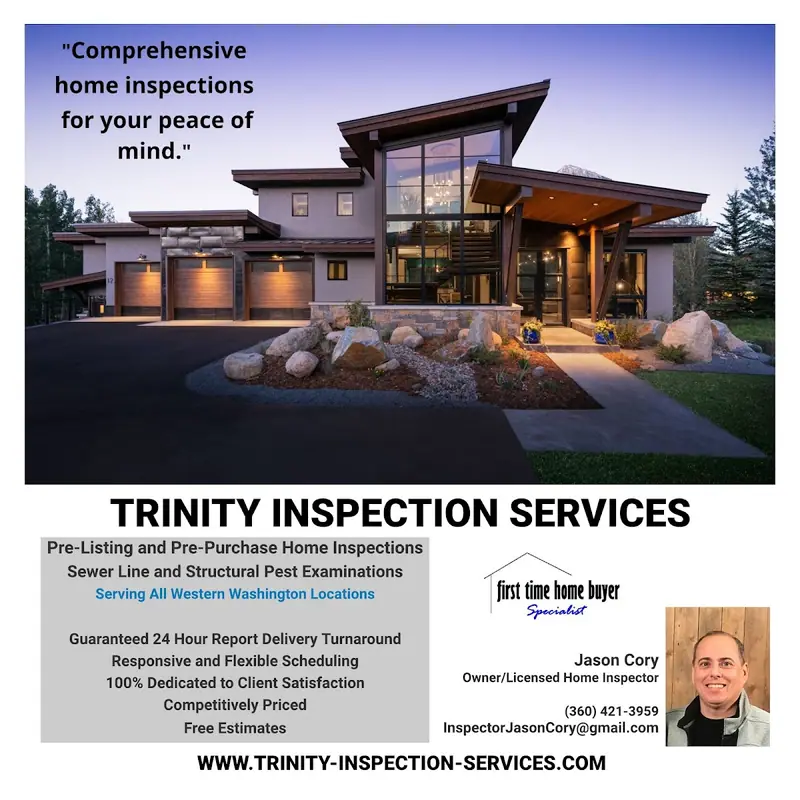 "Comprehensive
home inspections
for your peace of
mind."
TRINITY INSPECTION SERVICES
Pre-Listing and Pre-Purchase Home Inspections
Sewer Line and Structural Pest Examinations
Serving All Western Washington Locations
Guaranteed 24 Hour Report Delivery Turnaround
Responsive and Flexible Scheduling
100% Dedicated to Client Satisfaction
Competitively Priced
Free Estimates
first time home buyer
Specialist
Jason Cory
Owner/Licensed Home Inspector
(360) 421-3959
InspectorJasonCory@gmail.com
WWW.TRINITY-INSPECTION-SERVICES.COM